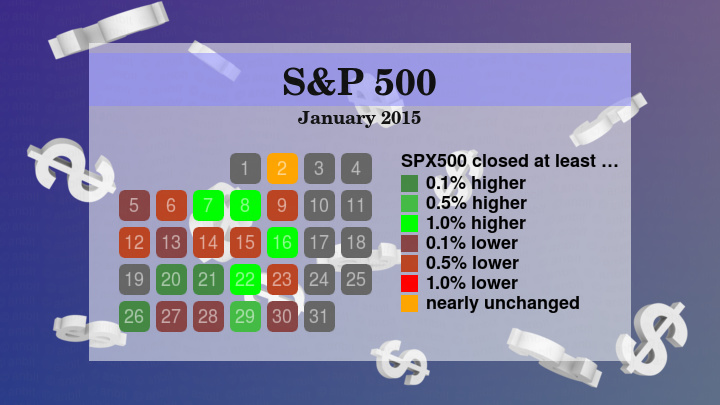 S&P 500
January 2015
1 2 3 4
5 6 7 8 9 10 11
12 13 14 15 16 17 18
19 20 21 22 23 24 25
26 27 28 29 30 31
SPX500 closed at least ...
0.1% higher
0.5% higher
1.0% higher
0.1% lower
0.5% lower
1.0% lower
nearly unchanged